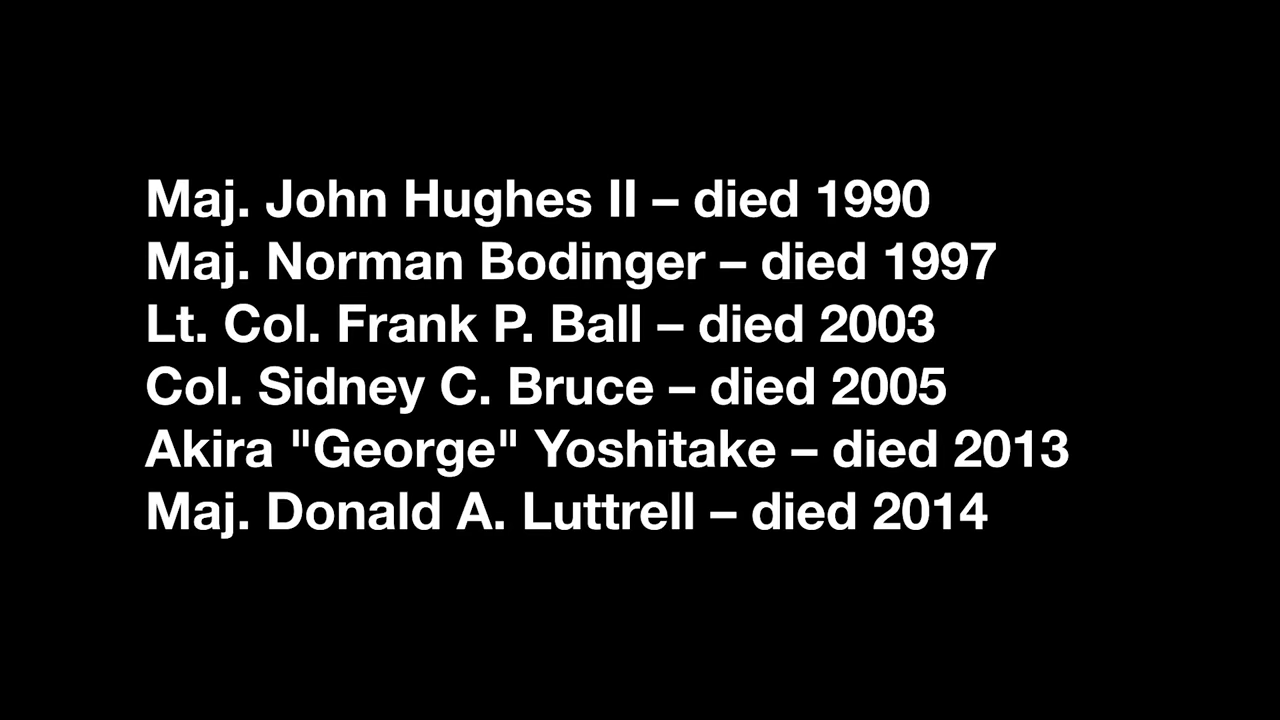 Maj. John Hughes II – died 1990
Maj. Norman Bodinger – died 1997
Lt. Col. Frank P. Ball – died 2003
Col. Sidney C. Bruce – died 2005
Akira "George" Yoshitake – died 2013
Maj. Donald A. Luttrell – died 2014